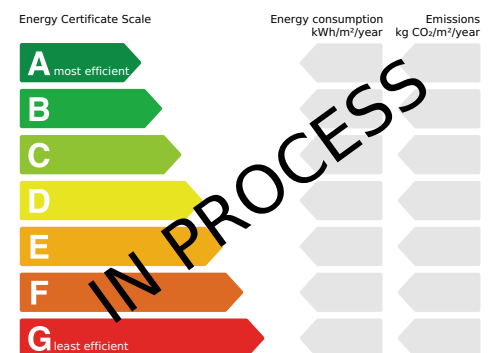 Energy Certificate Scale
Energy consumption
kWh/m²/year
Emissions
kg CO₂/m²/year
A most efficient
B
C
D
E
F
G least efficient
IN PROCESS